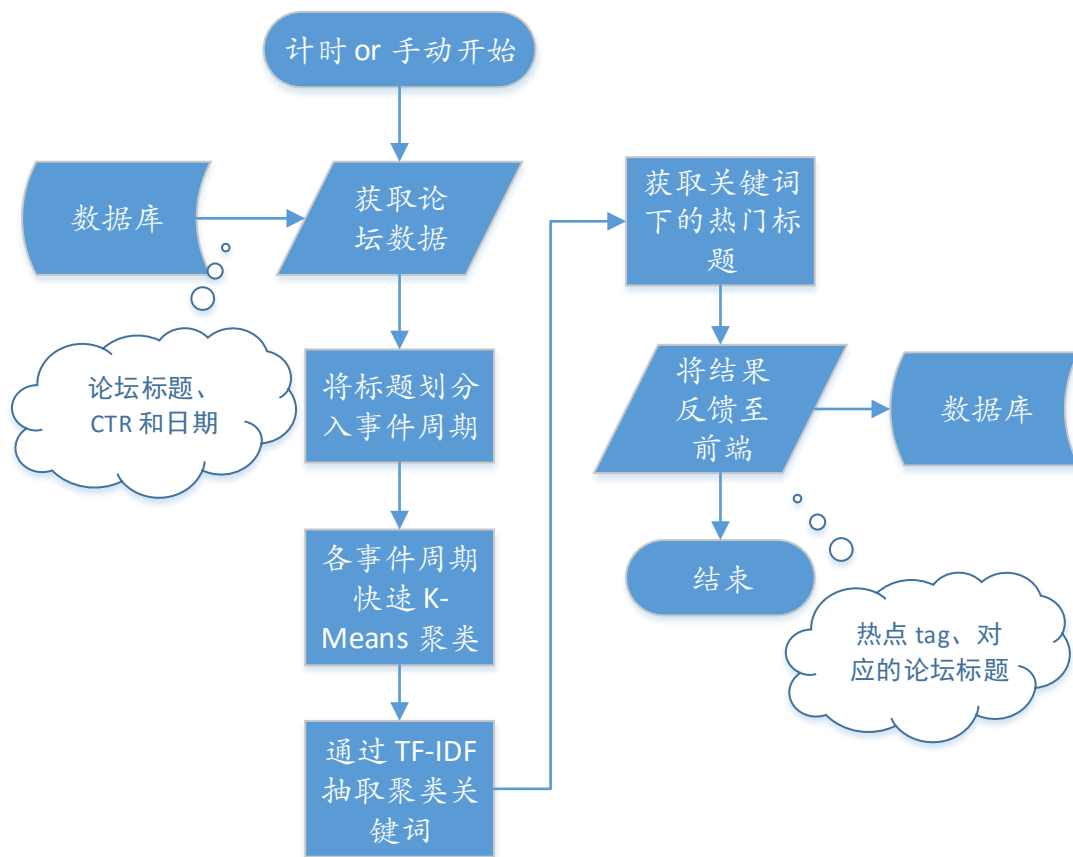 计时 or 手动开始
数据库
获取论
坛数据
论坛标题、
CTR 和日期
将标题划分
入事件周期
各事件周期
快速 K-
Means 聚类
通过 TF-IDF
抽取聚类关
键词
获取关键词
下的热门标
题
将结果
反馈至
前端
数据库
结束
热点 tag、对
应的论坛标题